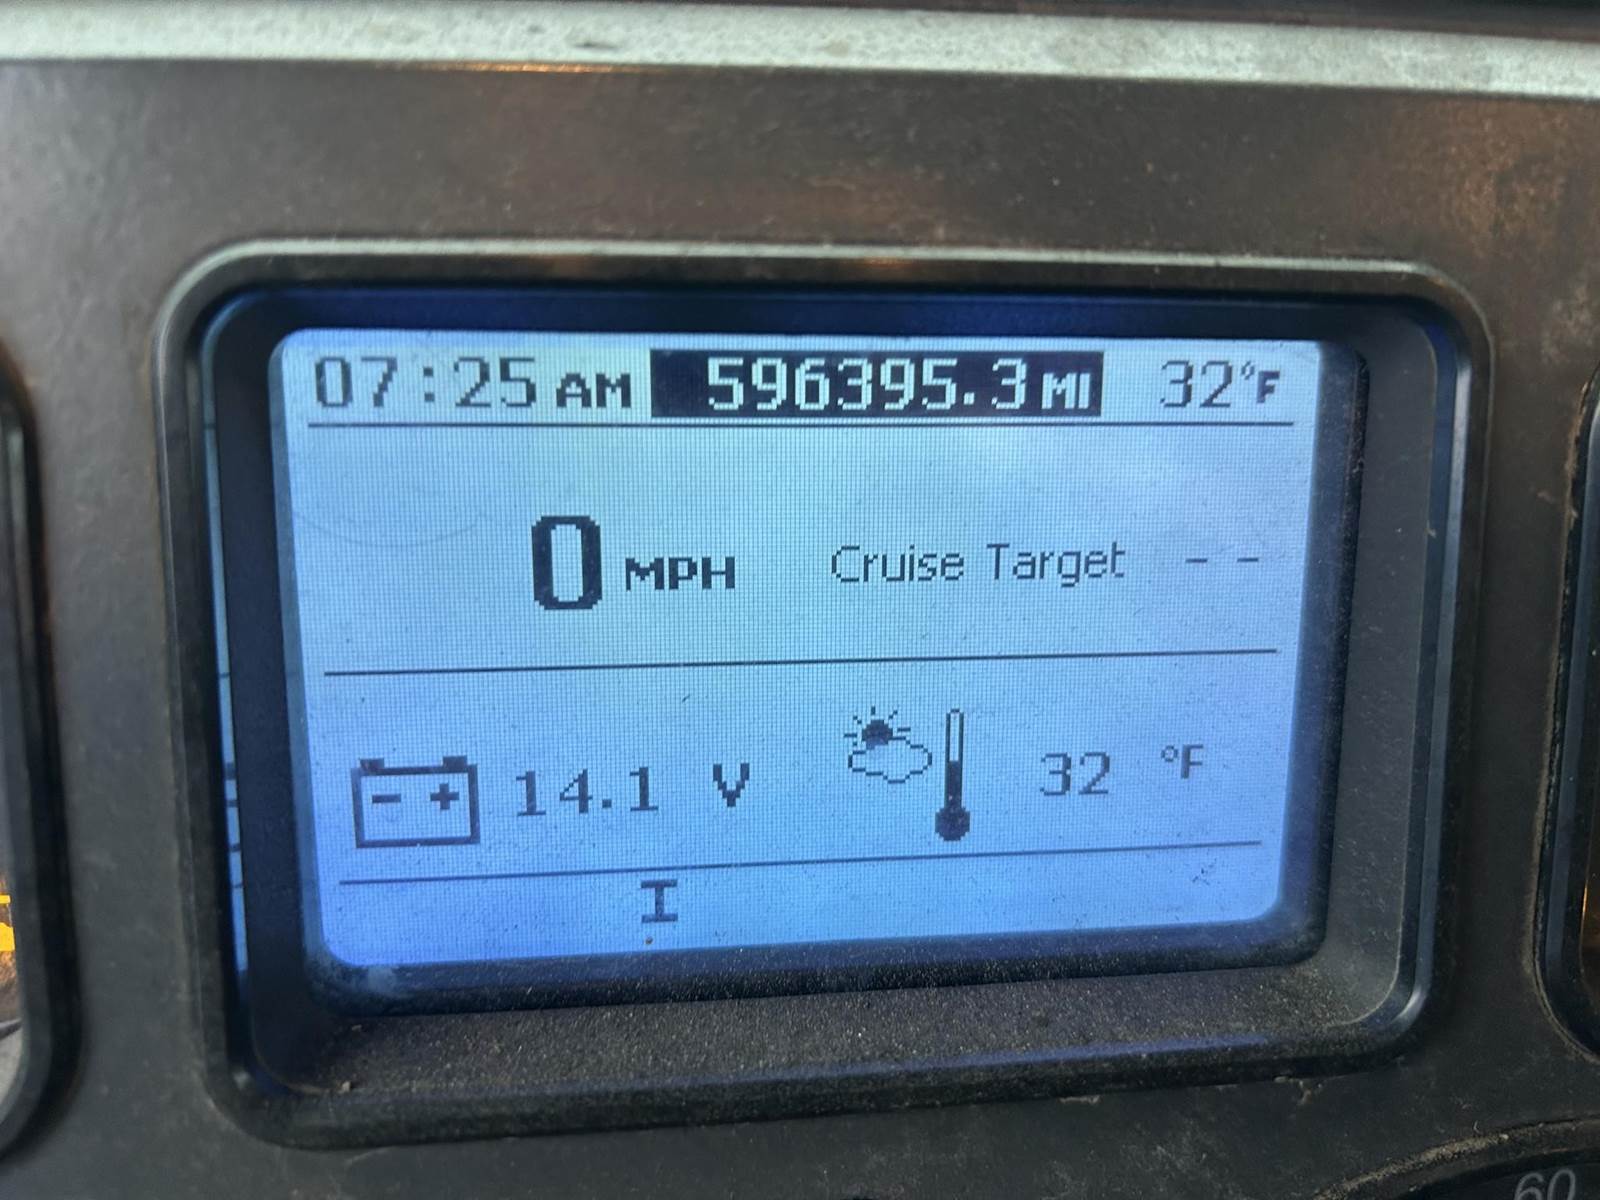 07:25 AM 596395.3 MI 32°F
0 MPH Cruise Target - -
- + 14.1 V 32 °F
I
60